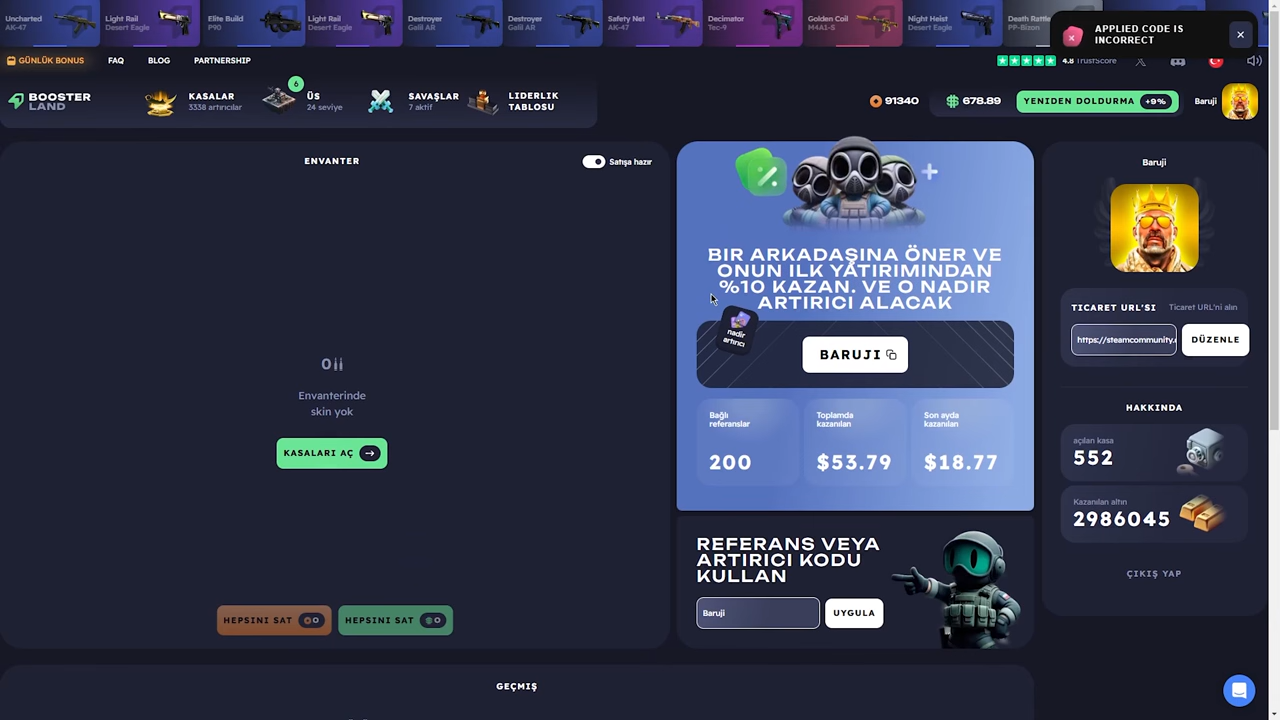 Uncharted
AK-47
Light Rail
Desert Eagle
Elite Build
P90
Light Rail
Desert Eagle
Destroyer
Galil AR
Destroyer
Galil AR
Safety Net
AK-47
Decimator
Tec-9
Golden Coil
M4A1-S
Night Heist
Desert Eagle
Death Rattle
PP-Bizon
APPLIED CODE IS
INCORRECT
GÜNLÜK BONUS
FAQ
BLOG
PARTNERSHIP
4.8 TrustScore
BOOSTER
LAND
KASALAR
3338 artırıcılar
6
ÜS
24 seviye
SAVAŞLAR
7 aktif
LIDERLIK
TABLOSU
91340
678.89
YENIDEN DOLDURMA +9%
Baruji
ENVANTER
Satışa hazır
0
Envanterinde
skin yok
KASALARI AÇ
HEPSINI SAT 0
HEPSINI SAT 0
BIR ARKADAŞINA ÖNER VE
ONUN ILK YATIRIMINDAN
%10 KAZAN. VE O NADIR
ARTIRICI ALACAK
nadir
artırıcı
BARUJI
Bağlı
referanslar
200
Toplamda
kazanılan
$53.79
Son ayda
kazanılan
$18.77
REFERANS VEYA
ARTIRICI KODU
KULLAN
Baruji
UYGULA
Baruji
TICARET URL'SI
Ticaret URL'ni alın
https://steamcommunity.
DÜZENLE
HAKKINDA
açılan kasa
552
Kazanılan altın
2986045
ÇIKIŞ YAP
GEÇMIŞ